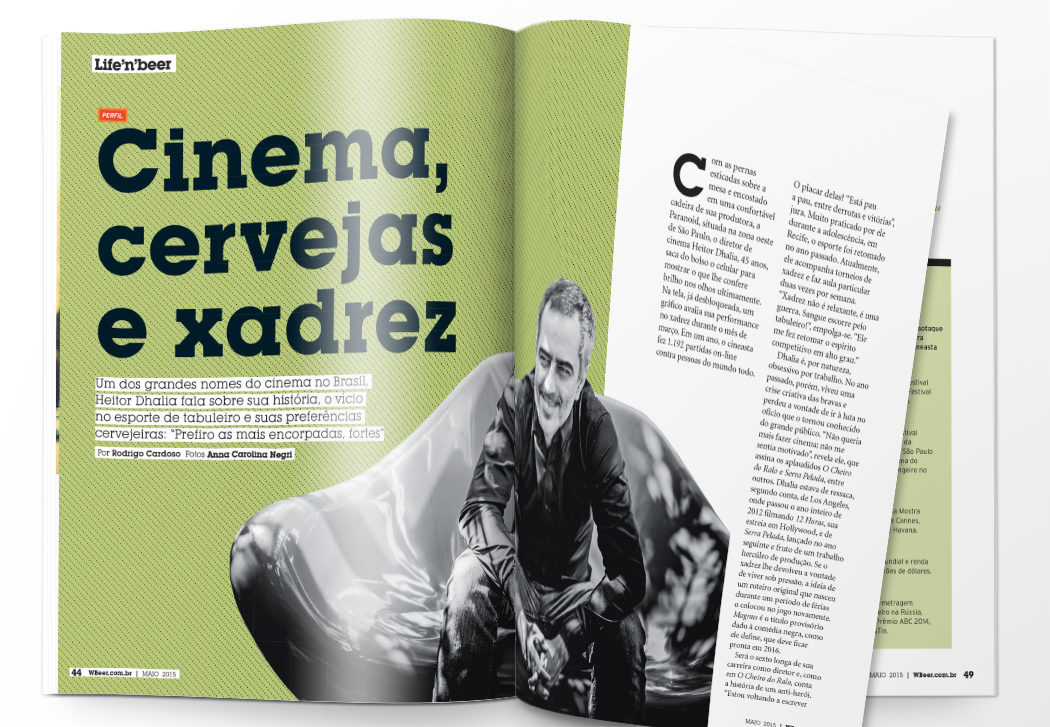 Life'n'beer
PERFIL
Cinema,
cervejas
e xadrez
Um dos grandes nomes do cinema no Brasil,
Heitor Dhalia fala sobre sua história, o vício
no esporte de tabuleiro e suas preferências
cervejeiras: “Prefiro as mais encorpadas, fortes”
Por Rodrigo Cardoso Fotos Anna Carolina Negri
44 WBeer.com.br | MAIO 2015
Com as pernas
esticadas sobre a
mesa e encostado
em uma confortável
cadeira de sua produtora, a
Paranoid, situada na zona oeste
de São Paulo, o diretor de
cinema Heitor Dhalia, 45 anos,
saca do bolso o celular para
mostrar o que lhe confere
brilho nos olhos ultimamente.
Na tela, já desbloqueada, um
gráfico avalia sua performance
no xadrez durante o mês de
março. Em um ano, o cineasta
fez 1.192 partidas on-line
contra pessoas do mundo todo.
O placar delas? “Está pau
a pau, entre derrotas e vitórias”,
jura. Muito praticado por ele
durante a adolescência, em
Recife, o esporte foi retomado
no ano passado. Atualmente,
ele acompanha torneios de
xadrez e faz aula particular
duas vezes por semana.
“Xadrez não é relaxante, é uma
guerra. Sangue escorre pelo
tabuleiro!”, empolga-se. “Ele
me fez retomar o espírito
competitivo em alto grau.”
Dhalia é, por natureza,
obsessivo por trabalho. No ano
passado, porém, viveu uma
crise criativa das bravas e
perdeu a vontade de ir à luta no
ofício que o tornou conhecido
do grande público. “Não queria
mais fazer cinema; não me
sentia motivado”, revela ele, que
assina os aplaudidos O Cheiro
do Ralo e Serra Pelada, entre
outros. Dhalia estava de ressaca,
segundo conta, de Los Angeles,
onde passou o ano inteiro de
2012 filmando 12 Horas, sua
estreia em Hollywood, e de
Serra Pelada, lançado no ano
seguinte e fruto de um trabalho
hercúleo de produção. Se o
xadrez lhe devolveu a vontade
de viver sob pressão, a ideia de
um roteiro original que nasceu
durante um período de férias
o colocou no jogo novamente.
Magnus é o título provisório
dado à comédia negra, como
ele define, que deve ficar
pronta em 2016.
Será o sexto longa de sua
carreira como diretor e, como
em O Cheiro do Ralo, conta
a história de um anti-herói.
“Estou voltando a escrever
MAIO 2015 |
sotaque
ra
neasta
estival
Festival
tival
da
São Paulo
ma do
ngeiro no
a Mostra
e Cannes,
Havana.
undial e renda
ões de dólares.
metragem
eiro na Rússia,
Prêmio ABC 2014,
Tin.
MAIO 2015 | WBeer.com.br 49